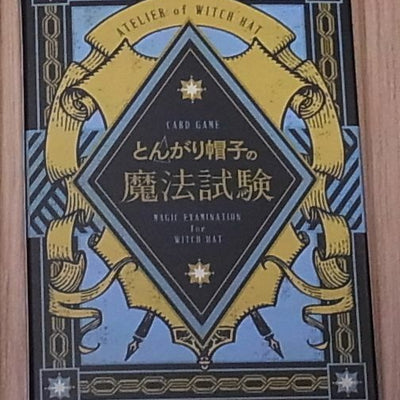 ATELIER of WITCH HAT
CARD GAME
とんがり帽子の
魔法試験
MAGIC EXAMINATION
for
WITCH HAT